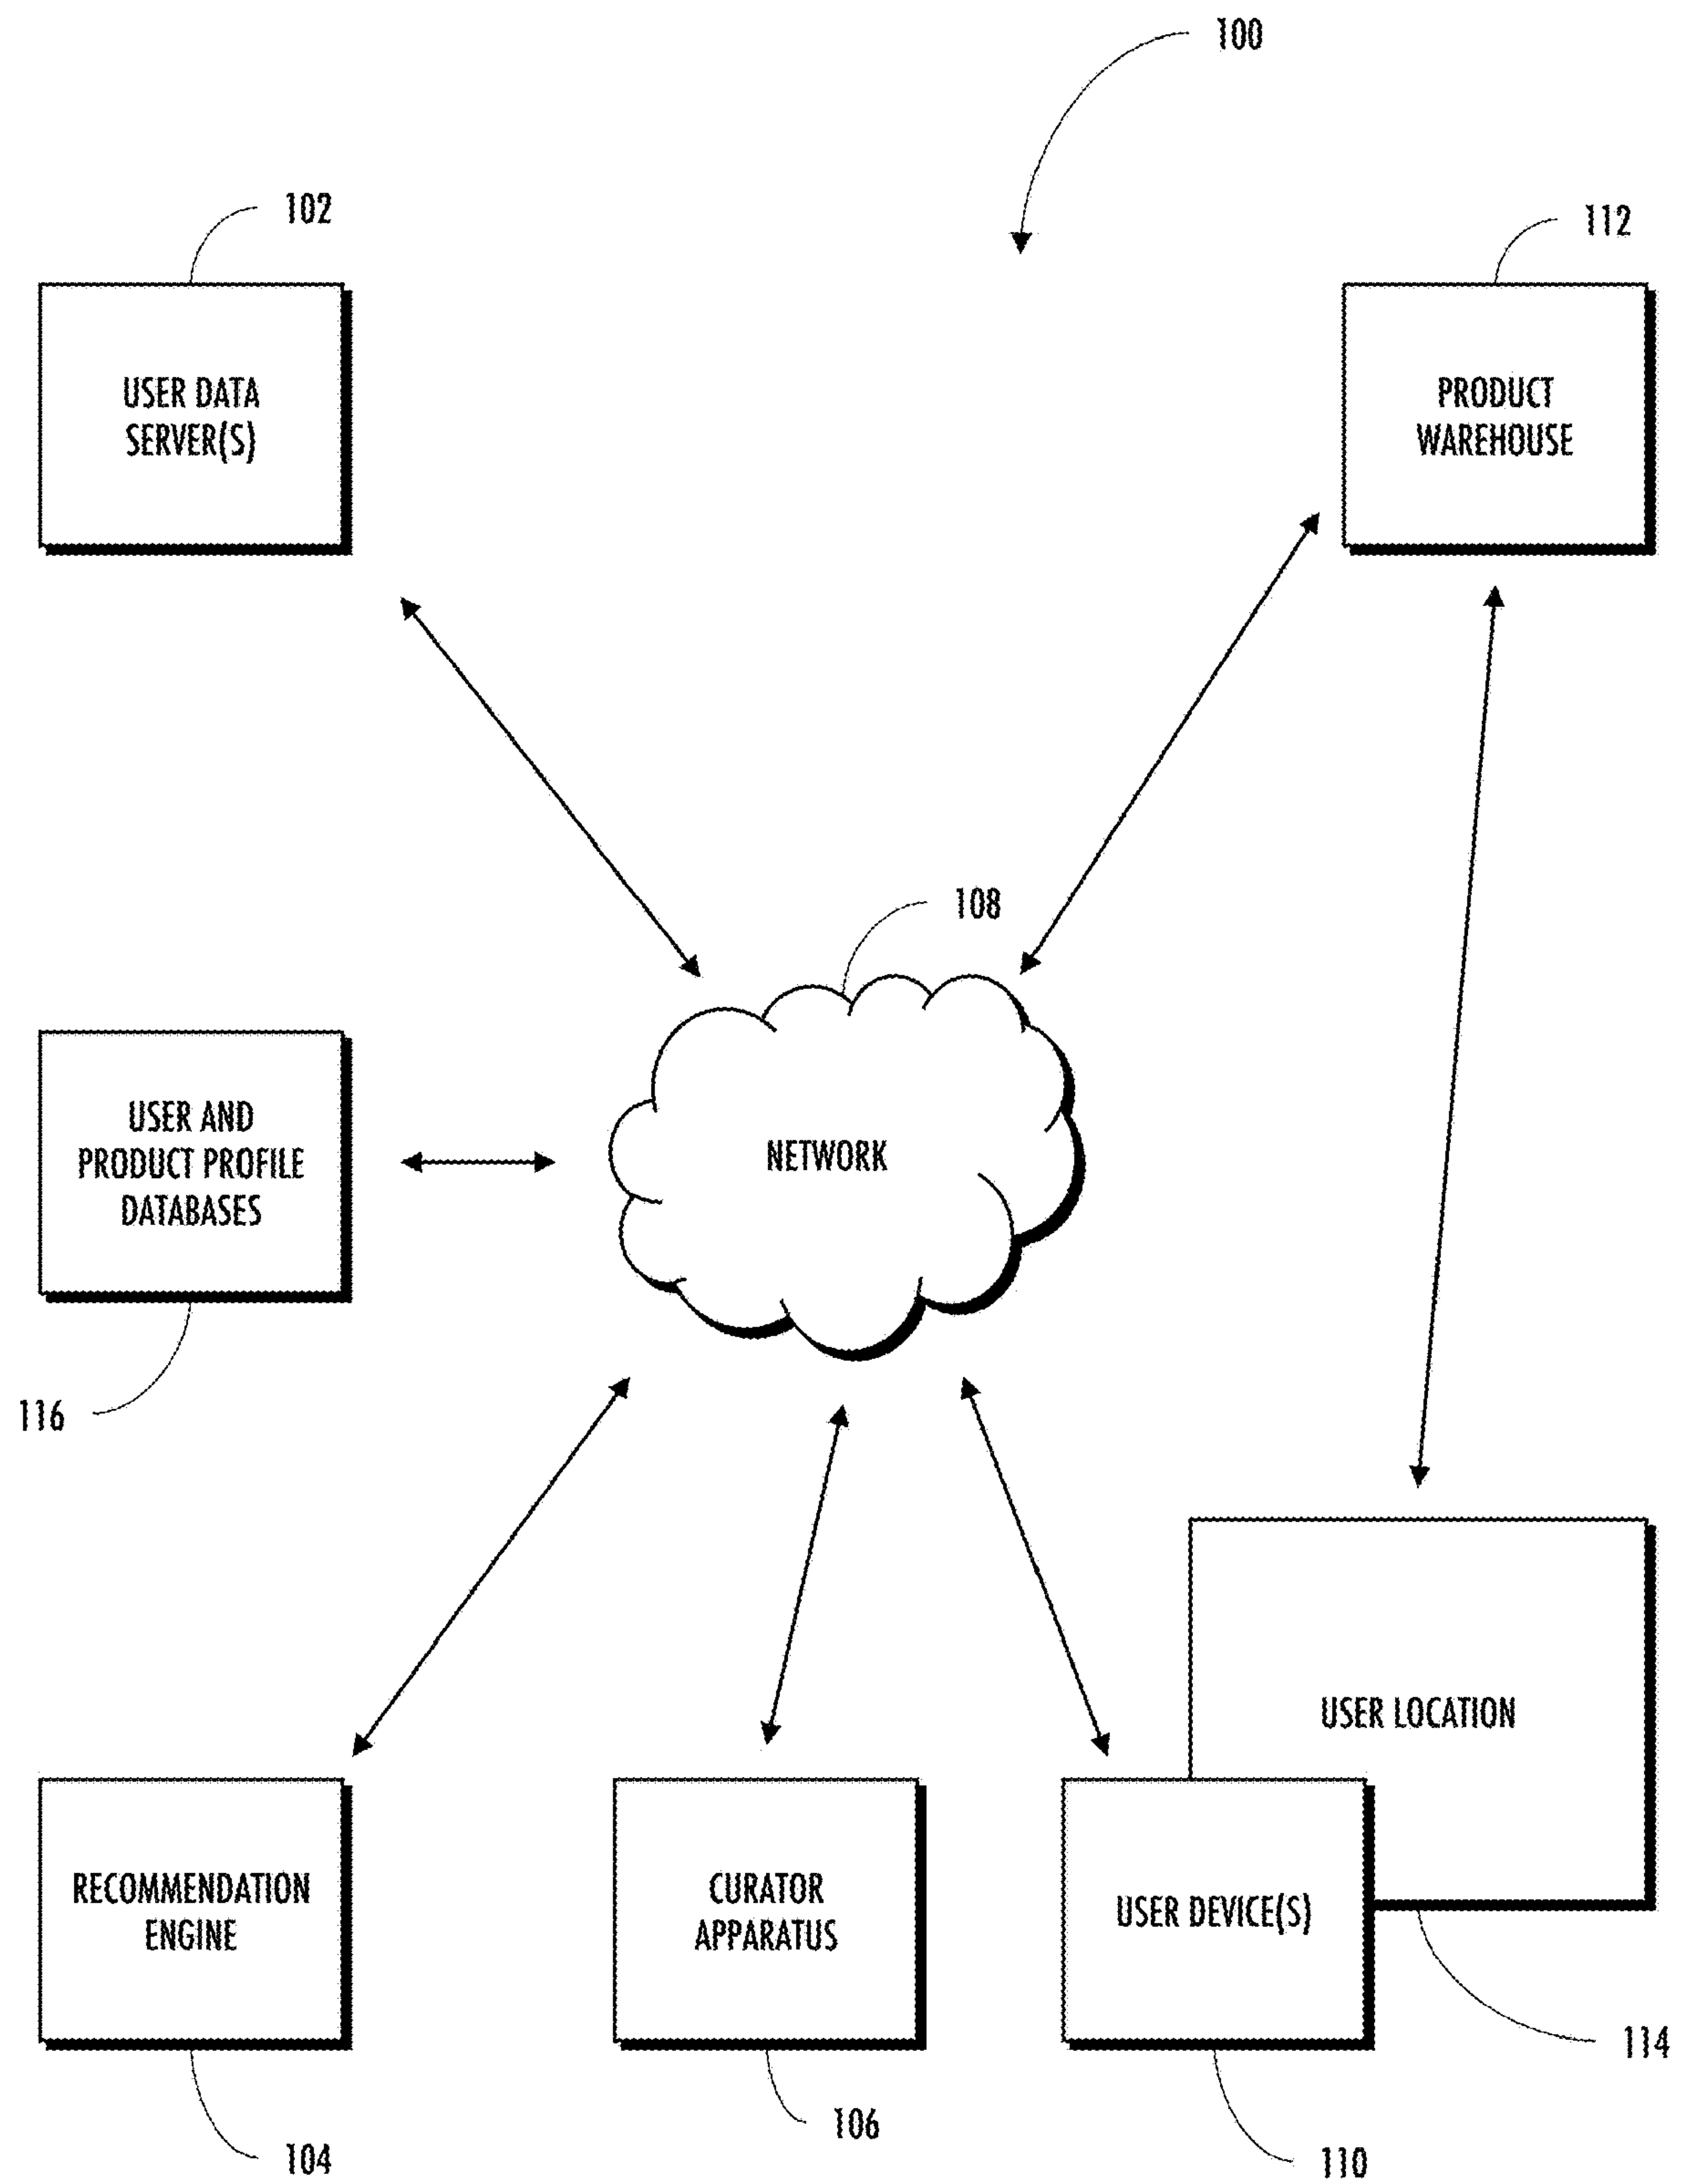 100
102
112
USER DATA
SERVER(S)
PRODUCT
WAREHOUSE
108
USER AND
PRODUCT PROFILE
DATABASES
NETWORK
116
USER LOCATION
RECOMMENDATION
ENGINE
CURATOR
APPARATUS
USER DEVICE(S)
114
104
106
110